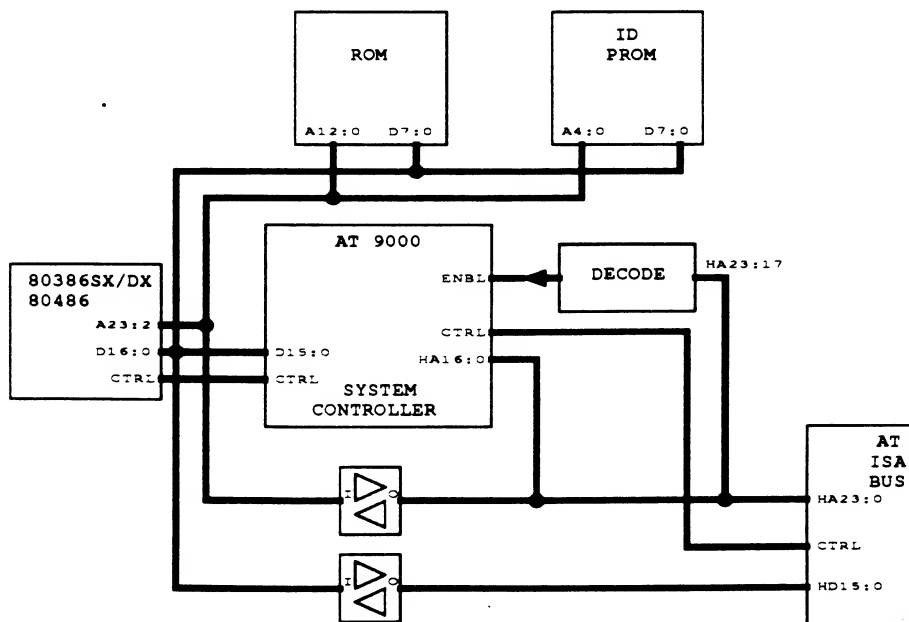 ROM
A12:0 D7:0
ID
PROM
A4:0 D7:0
AT 9000
ENBL
CTRL
HA16:0
D15:0
CTRL
SYSTEM
CONTROLLER
DECODE
HA23:17
80386SX/DX
80486
A23:2
D16:0
CTRL
I O
I O
AT
ISA
BUS
HA23:0
CTRL
HD15:0